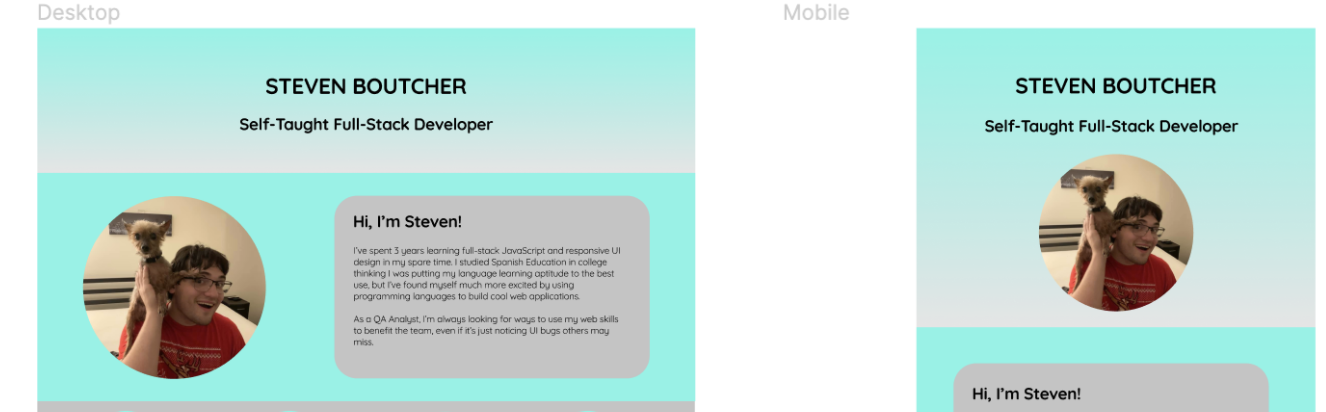 Desktop
STEVEN BOUTCHER
Self-Taught Full-Stack Developer
Hi, I'm Steven!
I've spent 3 years learning full-stack JavaScript and responsive UI
design in my spare time. I studied Spanish Education in college
thinking I was putting my language learning aptitude to the best
use, but I've found myself much more excited by using
programming languages to build cool web applications.
As a QA Analyst, I'm always looking for ways to use my web skills
to benefit the team, even if it's just noticing UI bugs others may
miss.
Mobile
STEVEN BOUTCHER
Self-Taught Full-Stack Developer
Hi, I'm Steven!